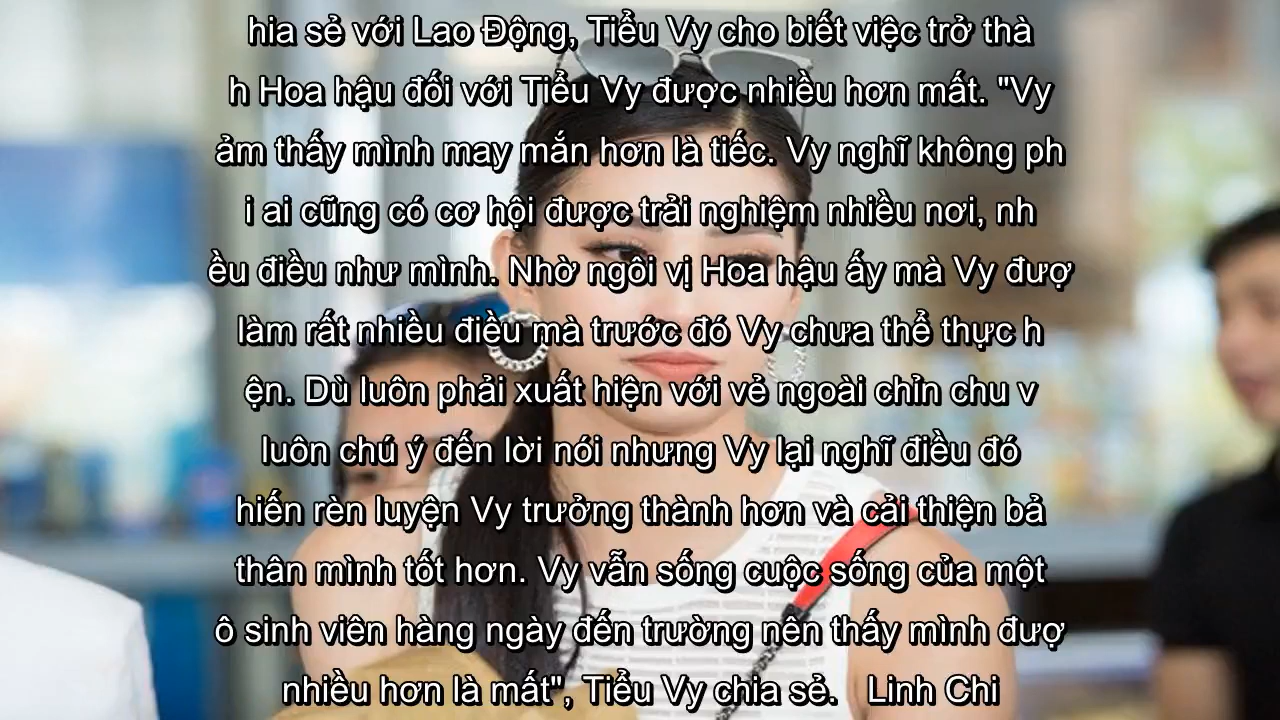 hia sẻ với Lao Động, Tiểu Vy cho biết việc trở thà
h Hoa hậu đối với Tiểu Vy được nhiều hơn mất. "Vy
ảm thấy mình may mắn hơn là tiếc. Vy nghĩ không ph
i ai cũng có cơ hội được trải nghiệm nhiều nơi, nh
ều điều như mình. Nhờ ngôi vị Hoa hậu ấy mà Vy đượ
làm rất nhiều điều mà trước đó Vy chưa thể thực h
ện. Dù luôn phải xuất hiện với vẻ ngoài chỉn chu v
luôn chú ý đến lời nói nhưng Vy lại nghĩ điều đó
hiến rèn luyện Vy trưởng thành hơn và cải thiện bả
thân mình tốt hơn. Vy vẫn sống cuộc sống của một
ô sinh viên hàng ngày đến trường nên thấy mình đượ
nhiều hơn là mất", Tiểu Vy chia sẻ. Linh Chi